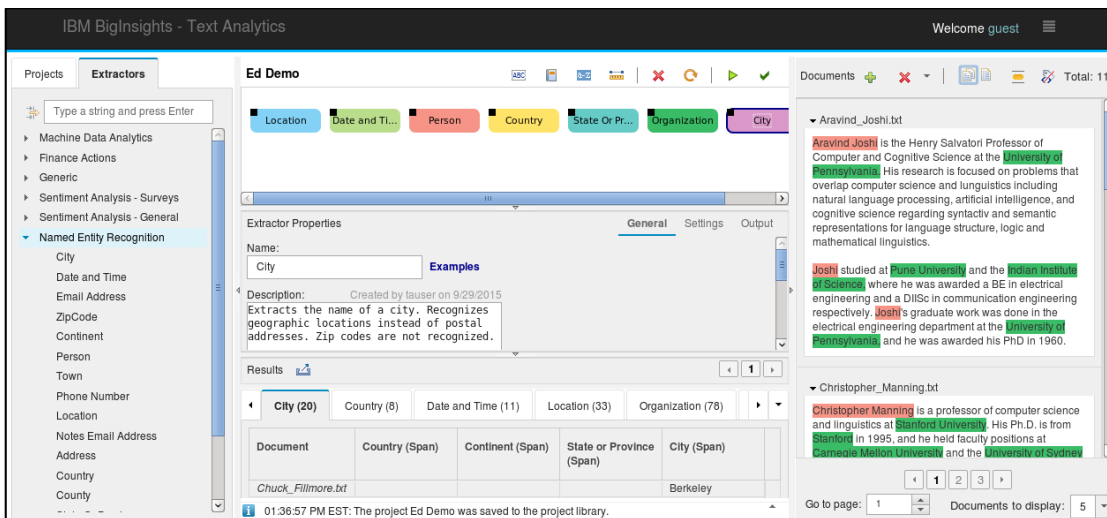 IBM BigInsights - Text Analytics
Welcome guest
Projects
Extractors
Type a string and press Enter
Machine Data Analytics
Finance Actions
Generic
Sentiment Analysis - Surveys
Sentiment Analysis - General
Named Entity Recognition
City
Date and Time
Email Address
ZipCode
Continent
Person
Town
Phone Number
Location
Notes Email Address
Address
Country
County
Ed Demo
ABC
Location
Date and Ti...
Person
Country
State Or Pr...
Organization
City
Extractor Properties
General
Settings
Output
Name:
City
Examples
Description:
Created by tauser on 9/29/2015
Extracts the name of a city. Recognizes
geographic locations instead of postal
addresses. Zip codes are not recognized.
Results
1
City (20)
Country (8)
Date and Time (11)
Location (33)
Organization (78)
Document
Country (Span)
Continent (Span)
State or Province
(Span)
City (Span)
Chuck_Fillmore.txt
Berkeley
01:36:57 PM EST: The project Ed Demo was saved to the project library.
Documents
Total: 11
Aravind_Joshi.txt
Aravind Joshi is the Henry Salvatori Professor of
Computer and Cognitive Science at the University of
Pennsylvania. His research is focused on problems that
overlap computer science and lunguistics including
natural language processing, artificial intelligence, and
cognitive science regarding syntactiv and semantic
representations for language structure, logic and
mathematical linguistics.
Joshi studied at Pune University and the Indian Institute
of Science, where he was awarded a BE in electrical
engineering and a DIISc in communication engineering
respectively. Joshi's graduate work was done in the
electrical engineering department at the University of
Pennsylvania, and he was awarded his PhD in 1960.
Christopher_Manning.txt
Christopher Manning is a professor of computer science
and linguistics at Stanford University. His Ph.D. is from
Stanford in 1995, and he held faculty positions at
Carnegie Mellon University and the University of Sydney
1 2 3
Go to page: 1
Documents to display: 5